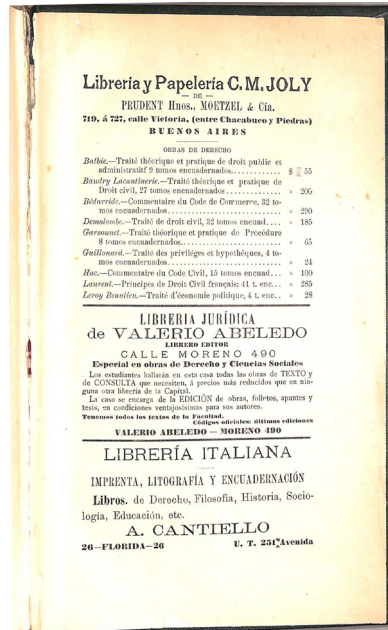 Librería y Papelería C. M. JOLY
— DE —
PRUDENT Hnos., MOETZEL & Cía.
719, á 727, calle Victoria, (entre Chacabuco y Piedras)
BUENOS AIRES
OBRAS DE DERECHO
Batbie.—Traité théorique et pratique de droit public et
administratif 9 tomos encuadernados............ $ 55
Baudry Lacantinerie.—Traité théorique et pratique de
Droit civil, 27 tomos encuadernados............ » 200
Bédarride.—Commentaire du Code de Commerce, 32 to-
mos encuadernados............ » 290
Demolombe.—Traité de droit civil, 32 tomos encuad.... » 185
Garsonnet.—Traité théorique et pratique de Procédure
8 tomos encuadernados............ » 65
Guillouard.—Traité des priviléges et hypothéques, 4 to-
mos encuadernados............ » 24
Huc.—Commentaire du Code Civil, 15 tomos encuad... » 100
Laurent.—Principes de Droit Civil français; 41 t. enc... » 285
Leroy Beaulieu.—Traité d'économie politique, 4 t. enc.. » 28
LIBRERIA JURÍDICA
de VALERIO ABELEDO
LIBRERO EDITOR
CALLE MORENO 490
Especial en obras de Derecho y Ciencias Sociales
Los estudiantes hallarán en esta casa todas las obras de TEXTO y
de CONSULTA que necesiten, á precios más reducidos que en nin-
guna otra librería de la Capital.
La casa se encarga de la EDICIÓN de obras, folletos, apuntes y
tesis, en condiciones ventajosísimas para sus autores.
Tenemos todos los textos de la Facultad.
Códigos oficiales: últimas ediciones
VALERIO ABELEDO — MORENO 490
LIBRERÍA ITALIANA
IMPRENTA, LITOGRAFÍA Y ENCUADERNACIÓN
Libros. de Derecho, Filosofía, Historia, Socio-
logía, Educación, etc.
A. CANTIELLO
26—FLORIDA—26 U. T. 251 Avenida